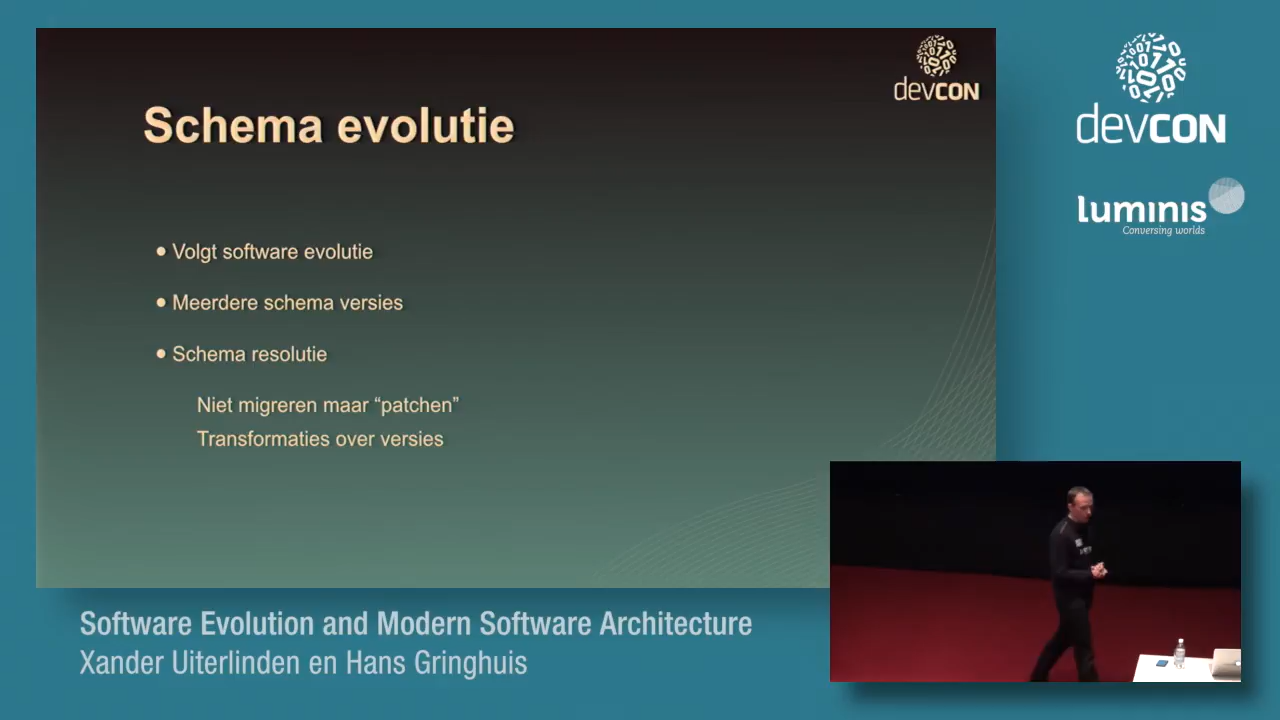 devcon
Schema evolutie
• Volgt software evolutie
• Meerdere schema versies
• Schema resolutie
Niet migreren maar “patchen”
Transformaties over versies
devcon
luminis
Conversing worlds
Software Evolution and Modern Software Architecture
Xander Uiterlinden en Hans Gringhuis